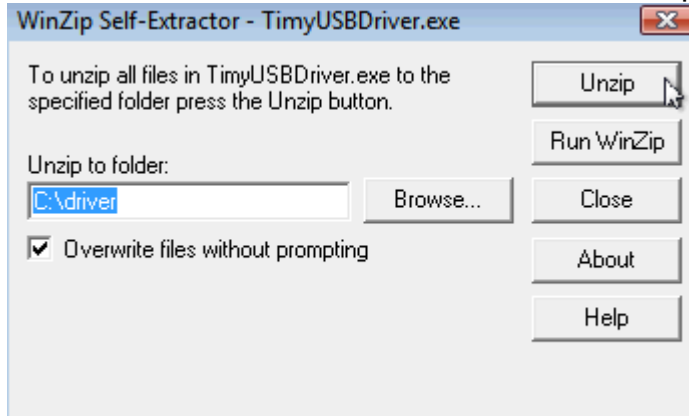 WinZip Self-Extractor - TimyUSBDriver.exe
To unzip all files in TimyUSBDriver.exe to the
specified folder press the Unzip button.
Unzip to folder:
C:\driver
Browse...
Overwrite files without prompting
Unzip
Run WinZip
Close
About
Help